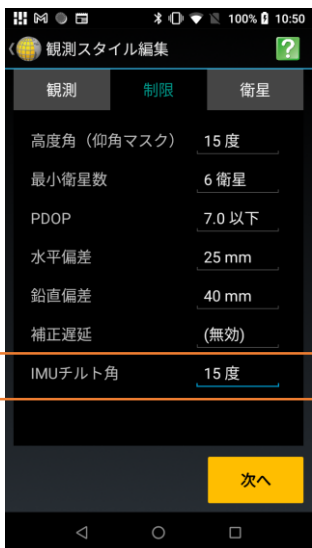 100% 10:50
観測スタイル編集 ?
観測 制限 衛星
高度角（仰角マスク） 15 度
最小衛星数 6 衛星
PDOP 7.0 以下
水平偏差 25 mm
鉛直偏差 40 mm
補正遅延 (無効)
IMUチルト角 15 度
次へ